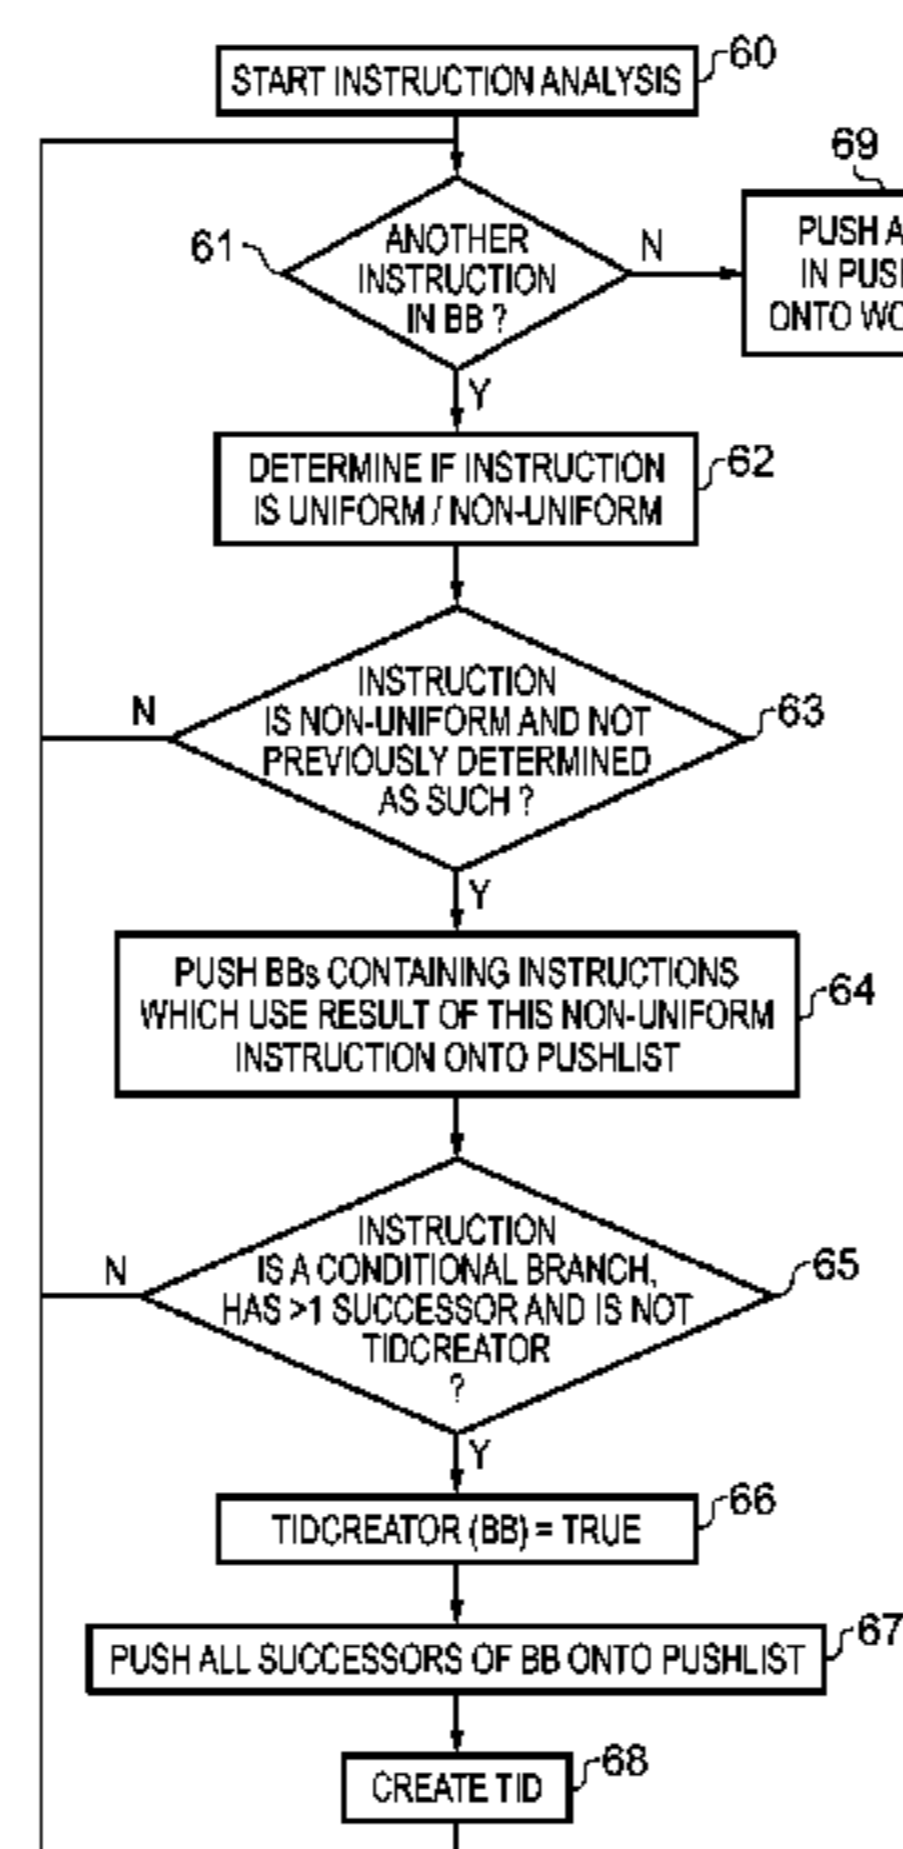 START INSTRUCTION ANALYSIS
60
61
ANOTHER
INSTRUCTION
IN BB ?
N
69
PUSH
IN
ONTO
Y
DETERMINE IF INSTRUCTION
IS UNIFORM / NON-UNIFORM
62
N
INSTRUCTION
IS NON-UNIFORM AND NOT
PREVIOUSLY DETERMINED
AS SUCH ?
63
Y
PUSH BBs CONTAINING INSTRUCTIONS
WHICH USE RESULT OF THIS NON-UNIFORM
INSTRUCTION ONTO PUSHLIST
64
N
INSTRUCTION
IS A CONDITIONAL BRANCH,
HAS >1 SUCCESSOR AND IS NOT
TIDCREATOR
?
65
Y
TIDCREATOR (BB) = TRUE
66
PUSH ALL SUCCESSORS OF BB ONTO PUSHLIST
67
CREATE TID
68